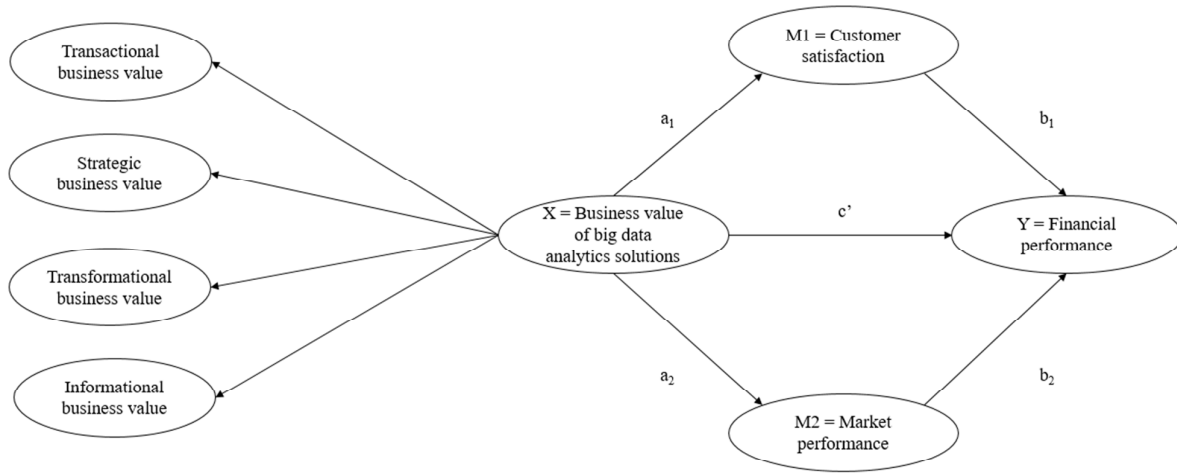 Transactional
business value
Strategic
business value
Transformational
business value
Informational
business value
X = Business value
of big data
analytics solutions
M1 = Customer
satisfaction
M2 = Market
performance
Y = Financial
performance
a₁
b₁
c’
a₂
b₂